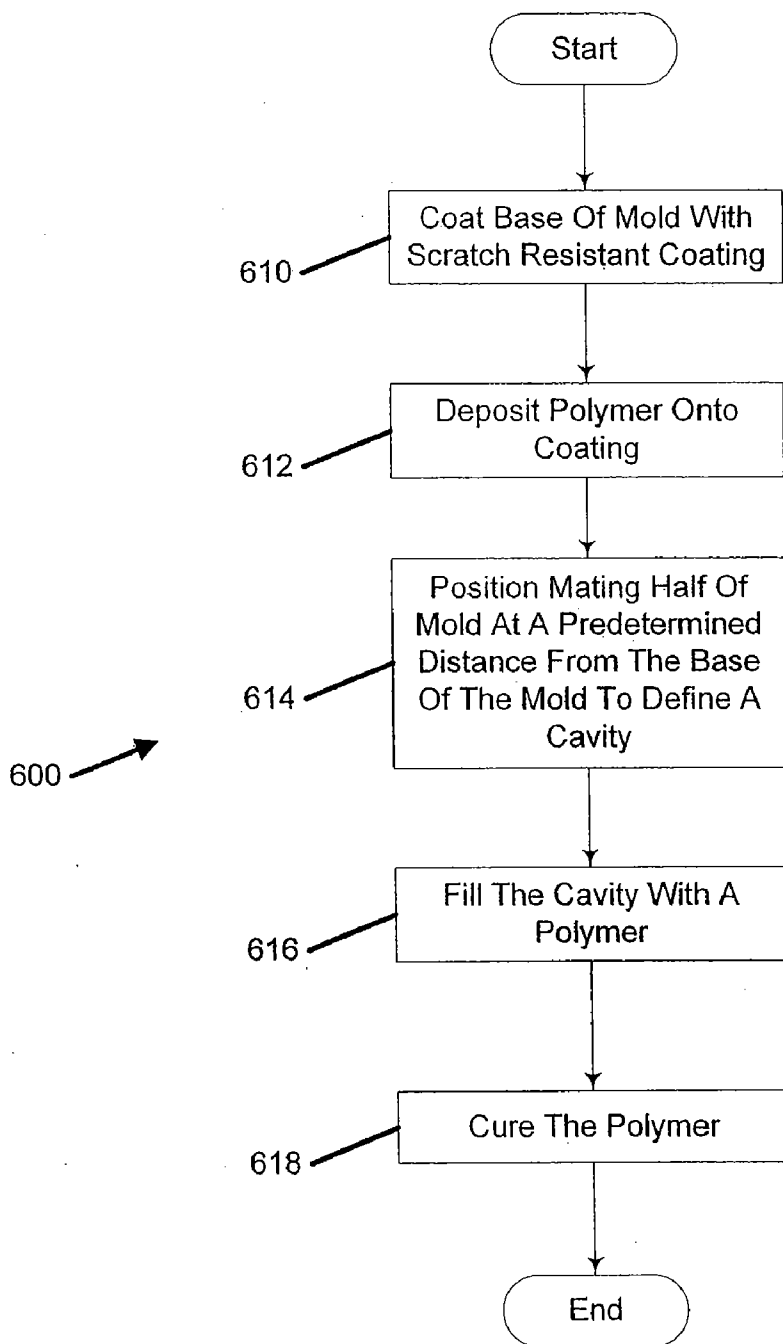 Start
Coat Base Of Mold With
Scratch Resistant Coating
610
Deposit Polymer Onto
Coating
612
Position Mating Half Of
Mold At A Predetermined
Distance From The Base
Of The Mold To Define A
Cavity
614
600
Fill The Cavity With A
Polymer
616
Cure The Polymer
618
End